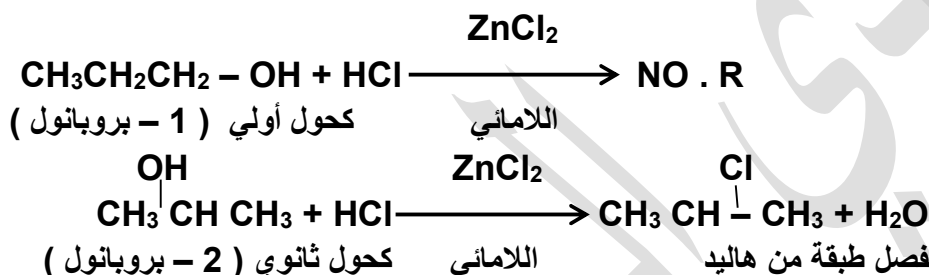 ZnCl₂
CH₃CH₂CH₂ – OH + HCl ⟶ NO . R
كحول أولي ( 1 – بروبانول ) اللامائي
OH ZnCl₂ Cl
CH₃ CH CH₃ + HCl ⟶ CH₃ CH – CH₃ + H₂O
كحول ثانوي ( 2 – بروبانول ) اللامائي فصل طبقة من هاليد